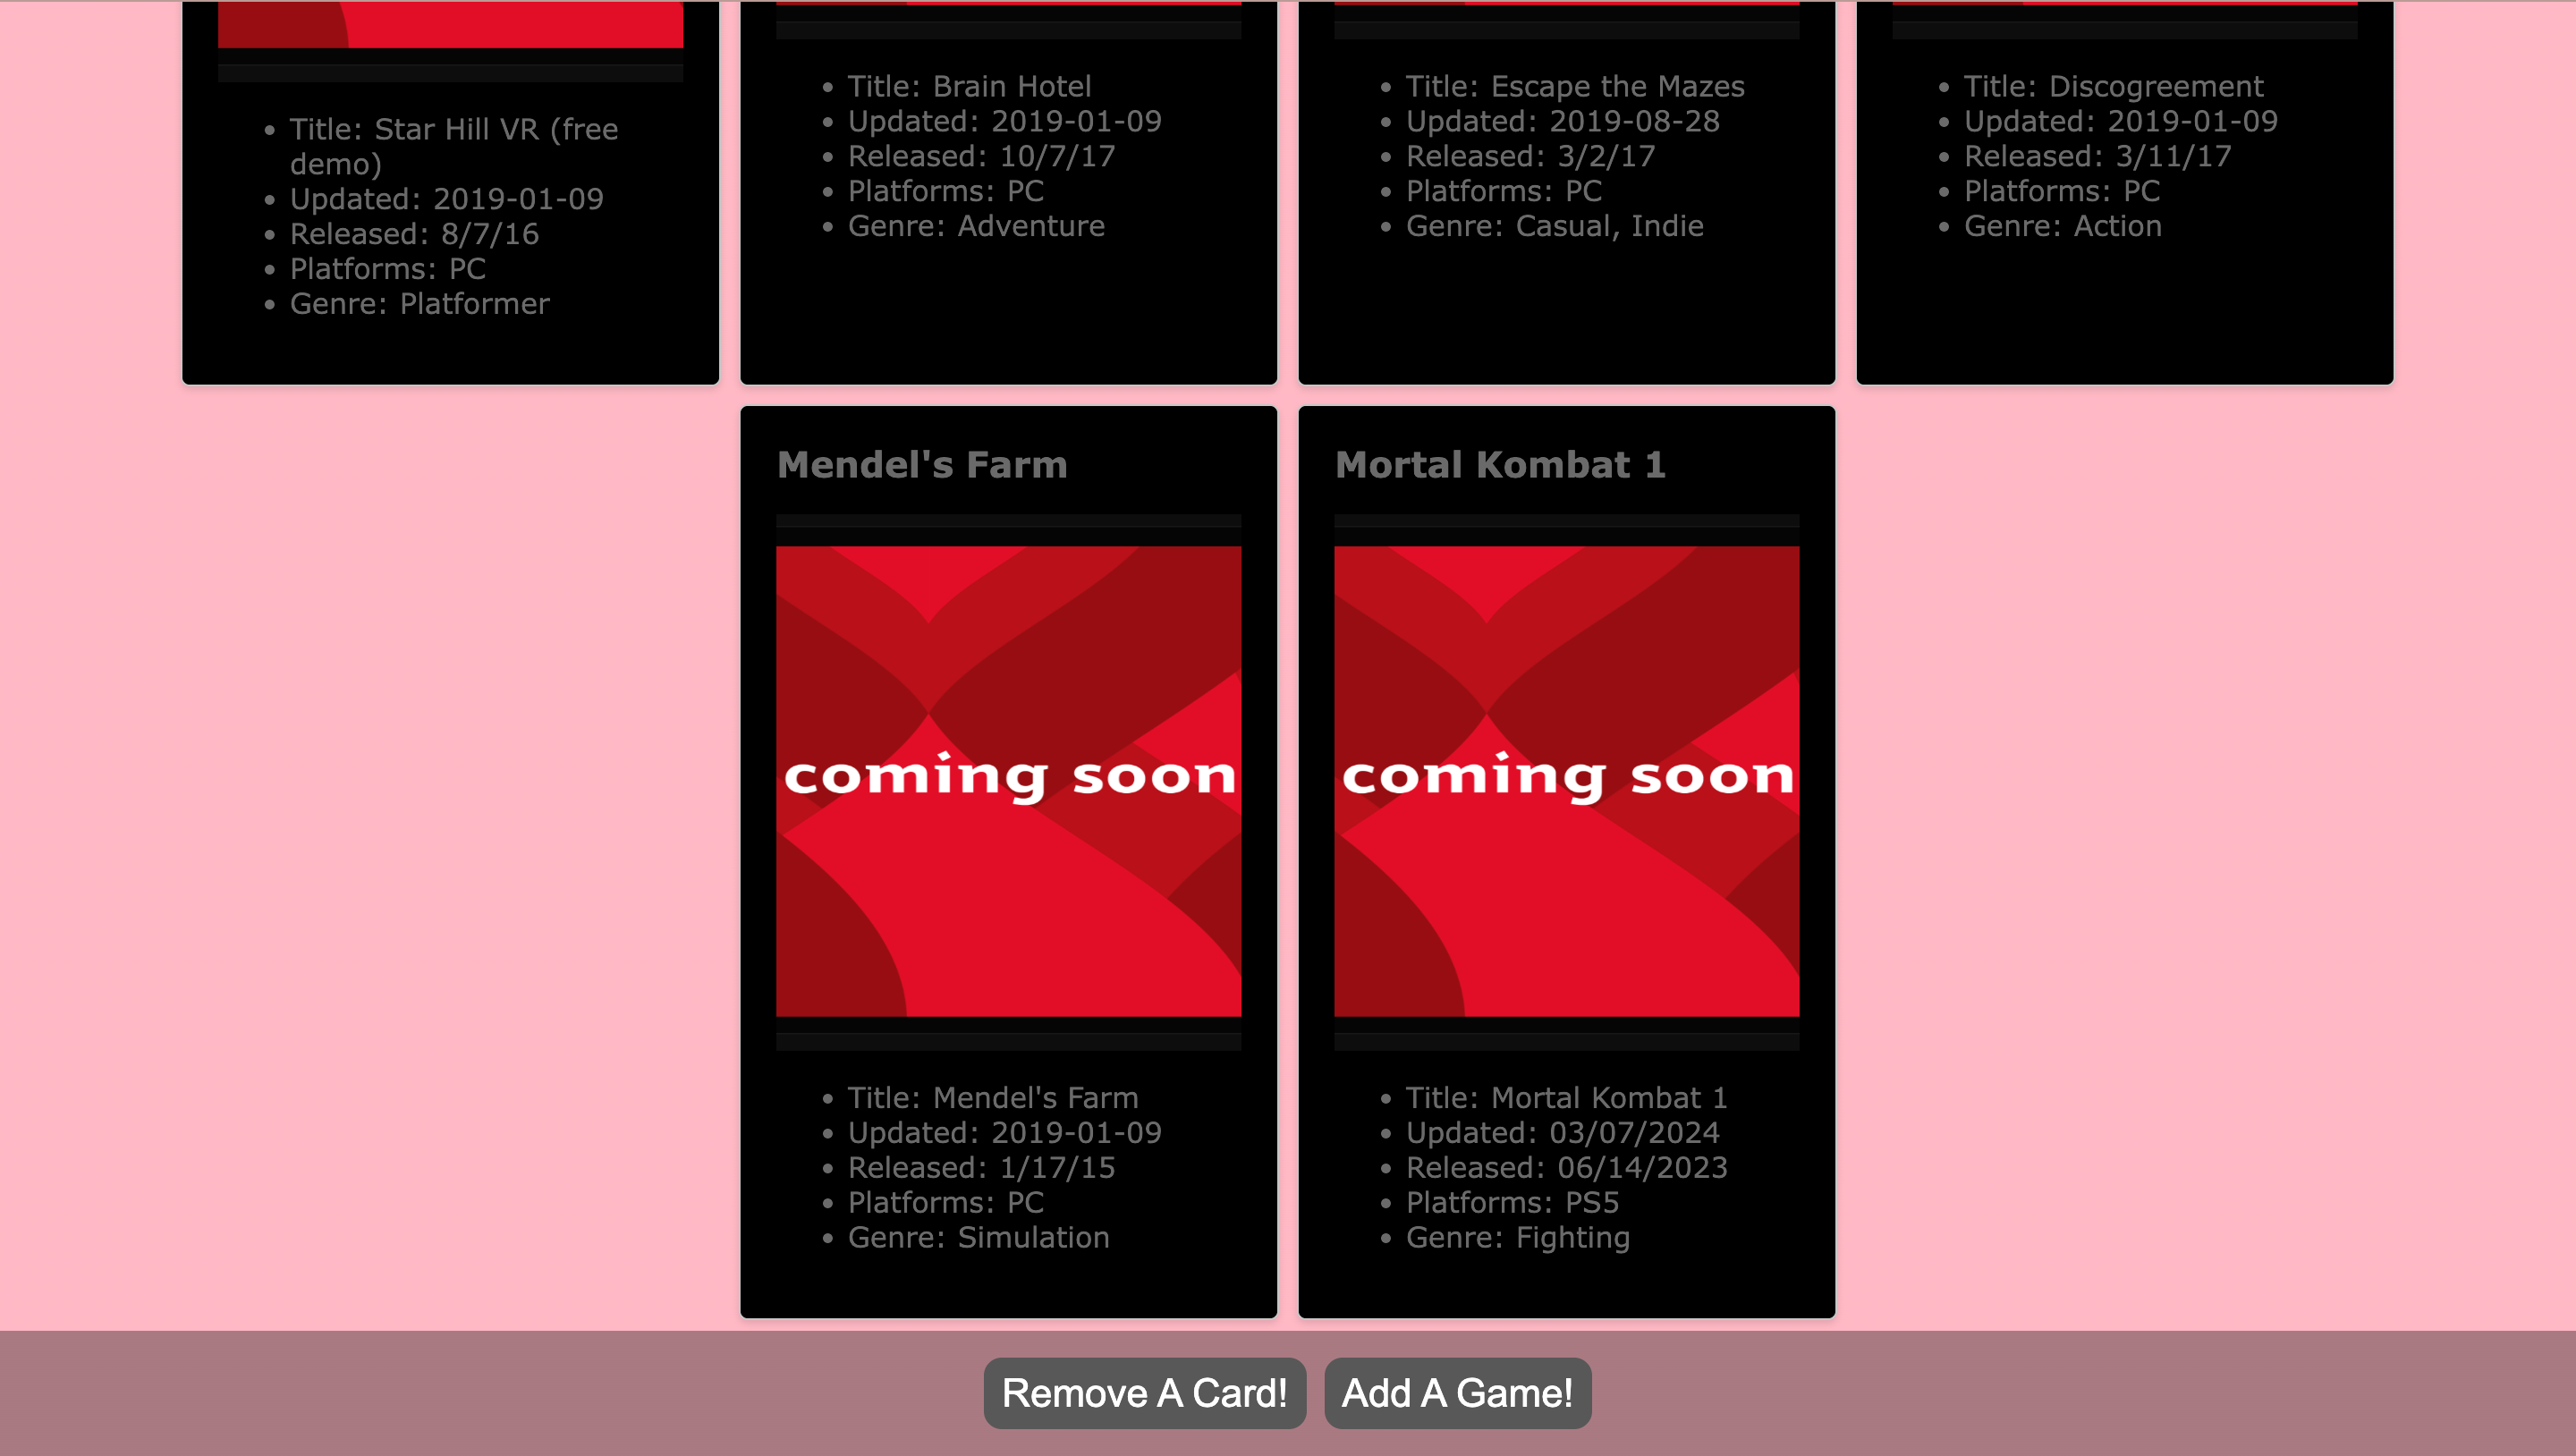 Title: Star Hill VR (free
demo)
Updated: 2019-01-09
Released: 8/7/16
Platforms: PC
Genre: Platformer
Title: Brain Hotel
Updated: 2019-01-09
Released: 10/7/17
Platforms: PC
Genre: Adventure
Title: Escape the Mazes
Updated: 2019-08-28
Released: 3/2/17
Platforms: PC
Genre: Casual, Indie
Title: Discogreement
Updated: 2019-01-09
Released: 3/11/17
Platforms: PC
Genre: Action
Mendel's Farm
coming soon
Title: Mendel's Farm
Updated: 2019-01-09
Released: 1/17/15
Platforms: PC
Genre: Simulation
Mortal Kombat 1
coming soon
Title: Mortal Kombat 1
Updated: 03/07/2024
Released: 06/14/2023
Platforms: PS5
Genre: Fighting
Remove A Card!
Add A Game!